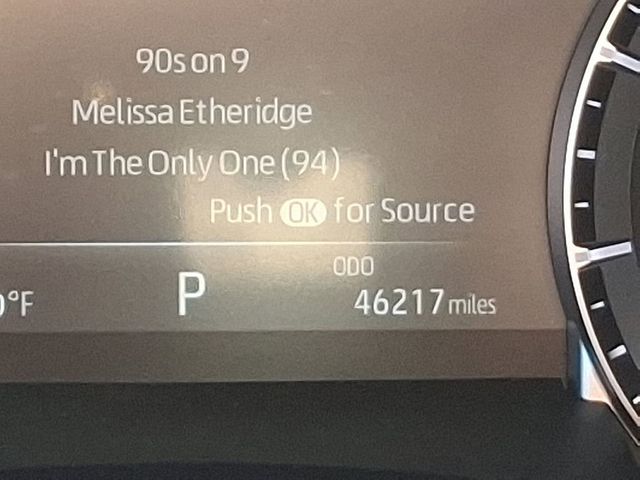 90s on 9
Melissa Etheridge
I'm The Only One (94)
Push OK for Source
ODO
°F P 46217 miles